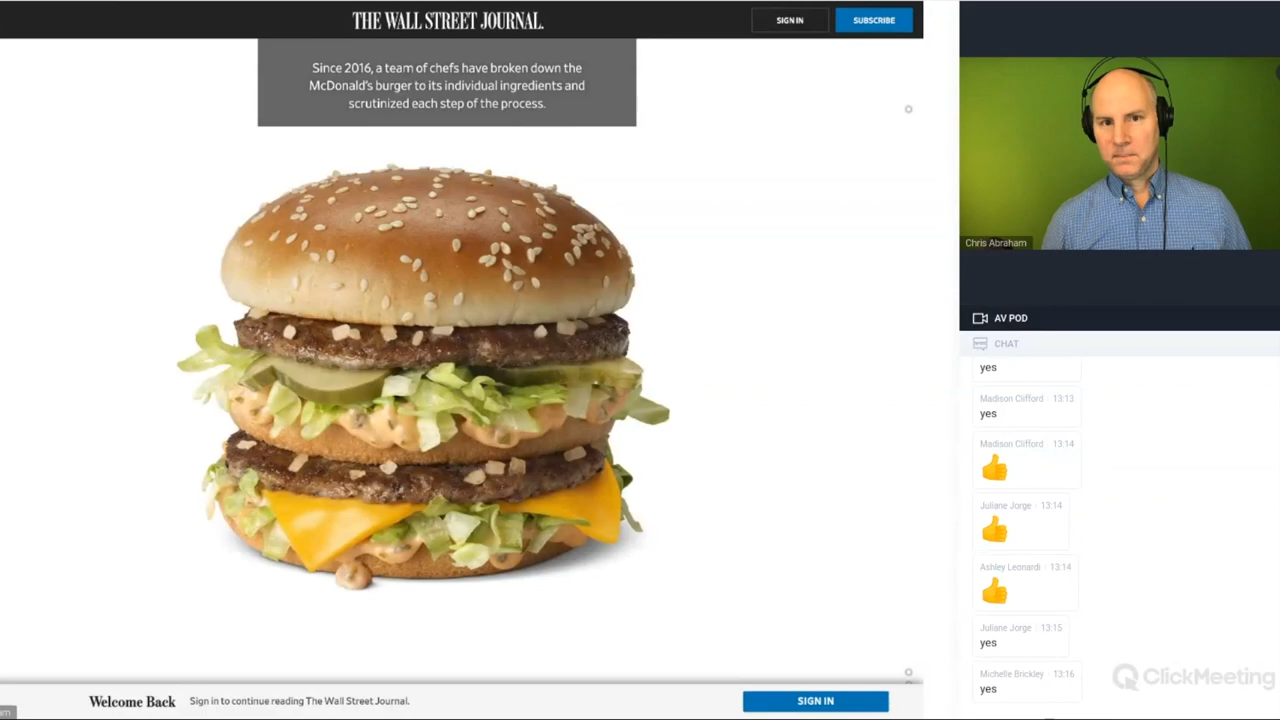 THE WALL STREET JOURNAL.
SIGN IN
SUBSCRIBE
Since 2016, a team of chefs have broken down the
McDonald's burger to its individual ingredients and
scrutinized each step of the process.
Welcome Back
Sign in to continue reading The Wall Street Journal.
SIGN IN
am
Chris Abraham
AV POD
CHAT
yes
Madison Clifford 13:13
yes
Madison Clifford 13:14
Juliane Jorge 13:14
Ashley Leonardi 13:14
Juliane Jorge 13:15
yes
Michelle Brickley 13:16
yes
ClickMeeting